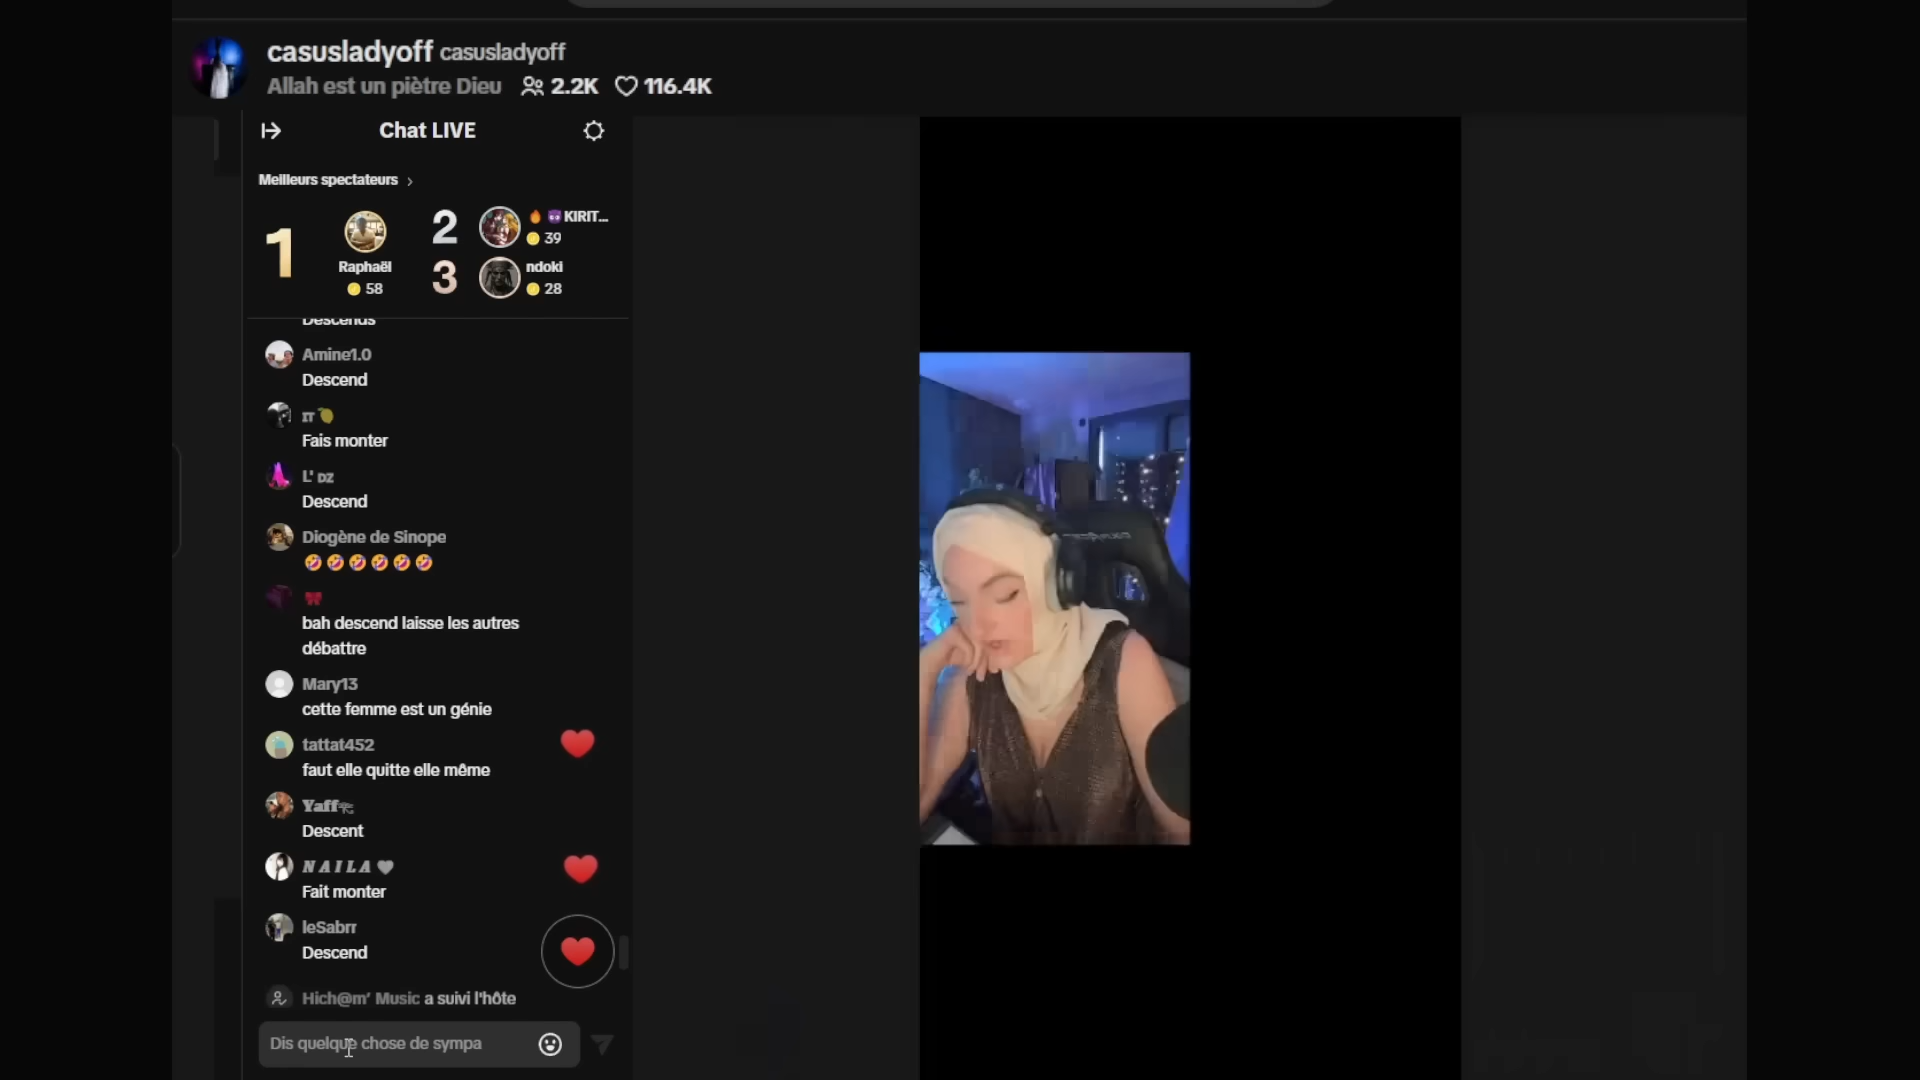 casusladyoff casusladyoff
Allah est un piètre Dieu 2.2K 116.4K
Chat LIVE
Meilleurs spectateurs
1
Raphaël
58
2
KIRIT...
39
3
ndoki
28
Descends
Amine1.0
Descend
Fais monter
L' DZ
Descend
Diogène de Sinope
🤣🤣🤣🤣🤣🤣
bah descend laisse les autres
débattre
Mary13
cette femme est un génie
tattat452
faut elle quitte elle même
Yaff
Descent
NAILA
Fait monter
leSabrr
Descend
Hich@m' Music a suivi l'hôte
Dis quelque chose de sympa